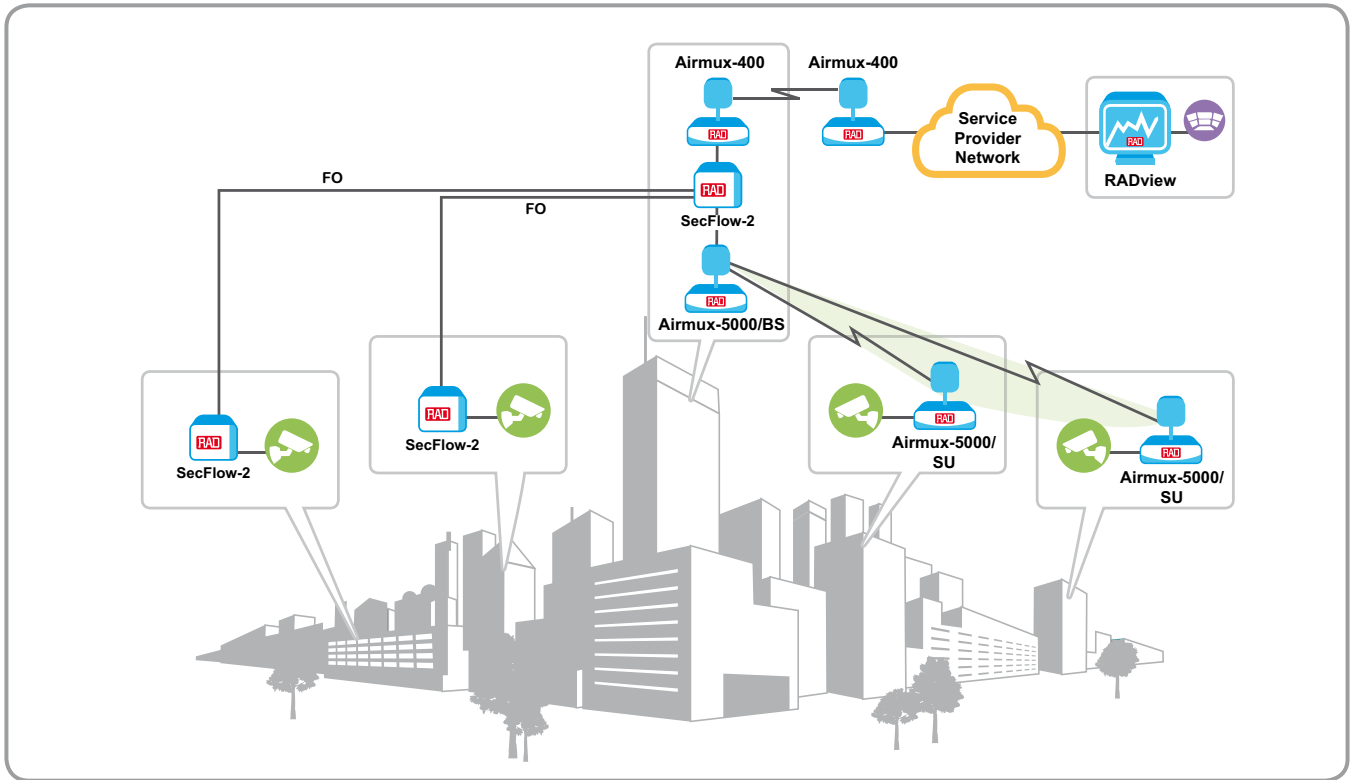 Airmux-400
Airmux-400
RAD
RAD
Service
Provider
Network
RAD
RADview
FO
FO
RAD
SecFlow-2
RAD
Airmux-5000/BS
RAD
SecFlow-2
RAD
SecFlow-2
RAD
Airmux-5000/
SU
RAD
Airmux-5000/
SU